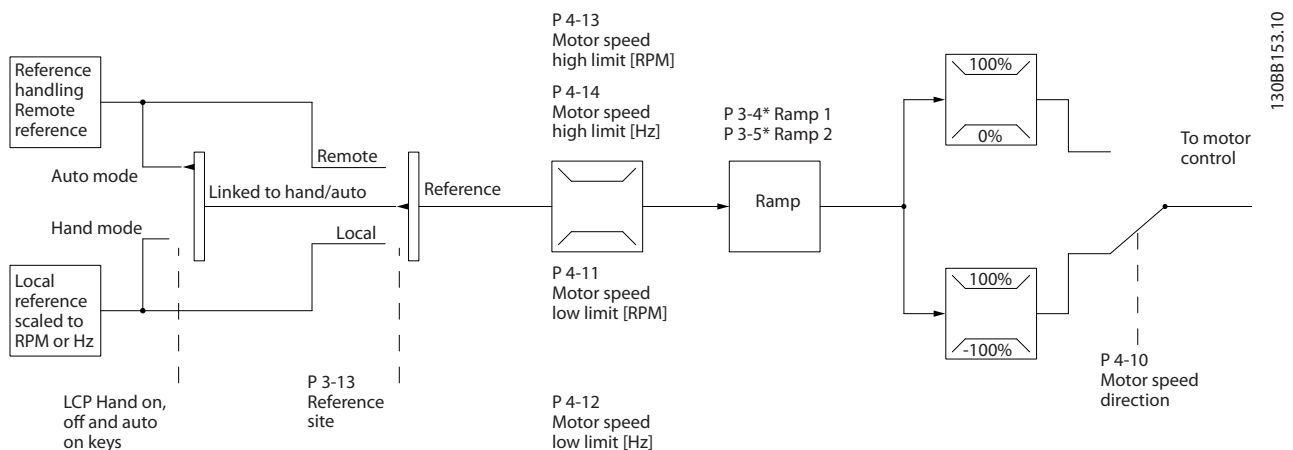 P 4-13
Motor speed
high limit [RPM]
P 4-14
Motor speed
high limit [Hz]
130BB153.10
Reference
handling
Remote
reference
Auto mode
Remote
Linked to hand/auto
Reference
Hand mode
Local
Local
reference
scaled to
RPM or Hz
P 3-4* Ramp 1
P 3-5* Ramp 2
Ramp
100%
0%
To motor
control
P 4-11
Motor speed
low limit [RPM]
100%
-100%
P 4-10
Motor speed
direction
LCP Hand on,
off and auto
on keys
P 3-13
Reference
site
P 4-12
Motor speed
low limit [Hz]